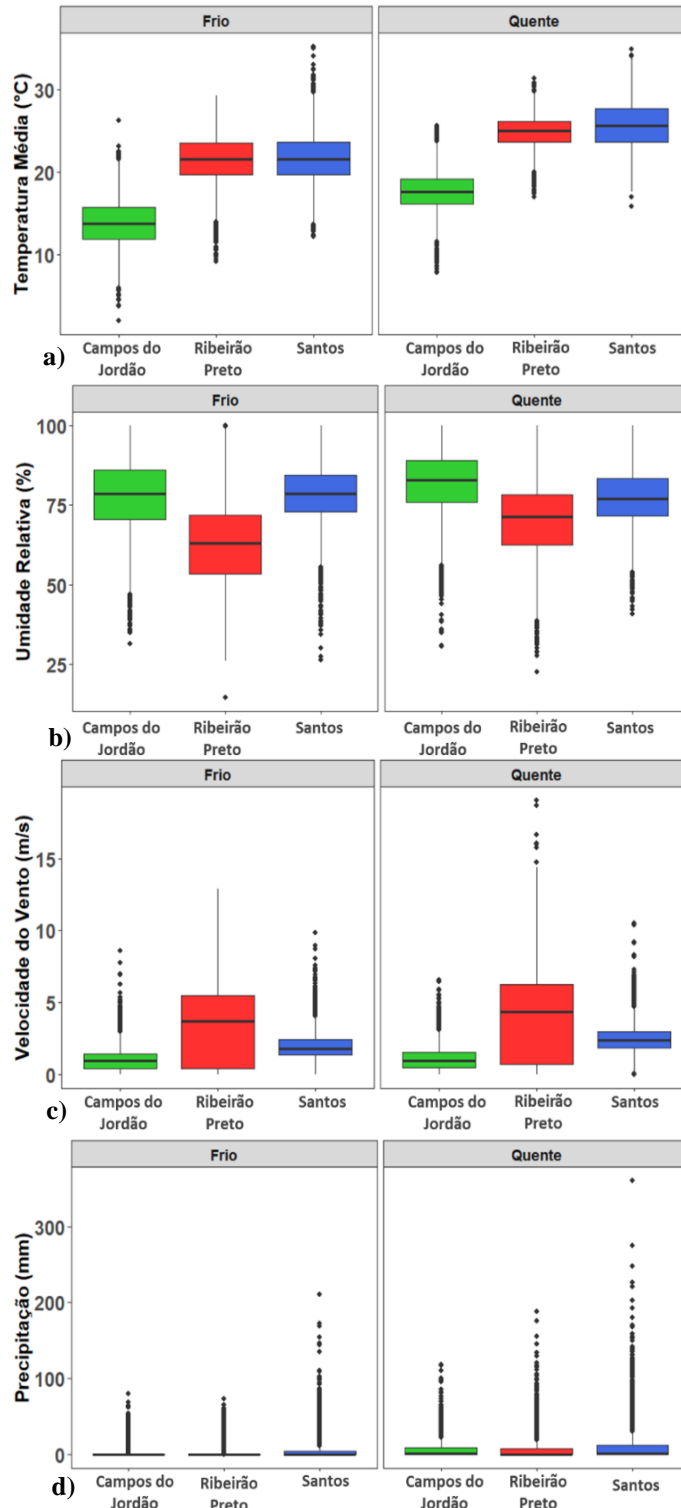 Frio
Quente
Temperatura Média (°C)
30
20
10
Campos do
Jordão
Ribeirão
Preto
Santos
Campos do
Jordão
Ribeirão
Preto
Santos
a)
Frio
Quente
Umidade Relativa (%)
100
75
50
25
Campos do
Jordão
Ribeirão
Preto
Santos
Campos do
Jordão
Ribeirão
Preto
Santos
b)
Frio
Quente
Velocidade do Vento (m/s)
15
10
5
0
Campos do
Jordão
Ribeirão
Preto
Santos
Campos do
Jordão
Ribeirão
Preto
Santos
c)
Frio
Quente
Precipitação (mm)
300
200
100
0
Campos do
Jordão
Ribeirão
Preto
Santos
Campos do
Jordão
Ribeirão
Preto
Santos
d)